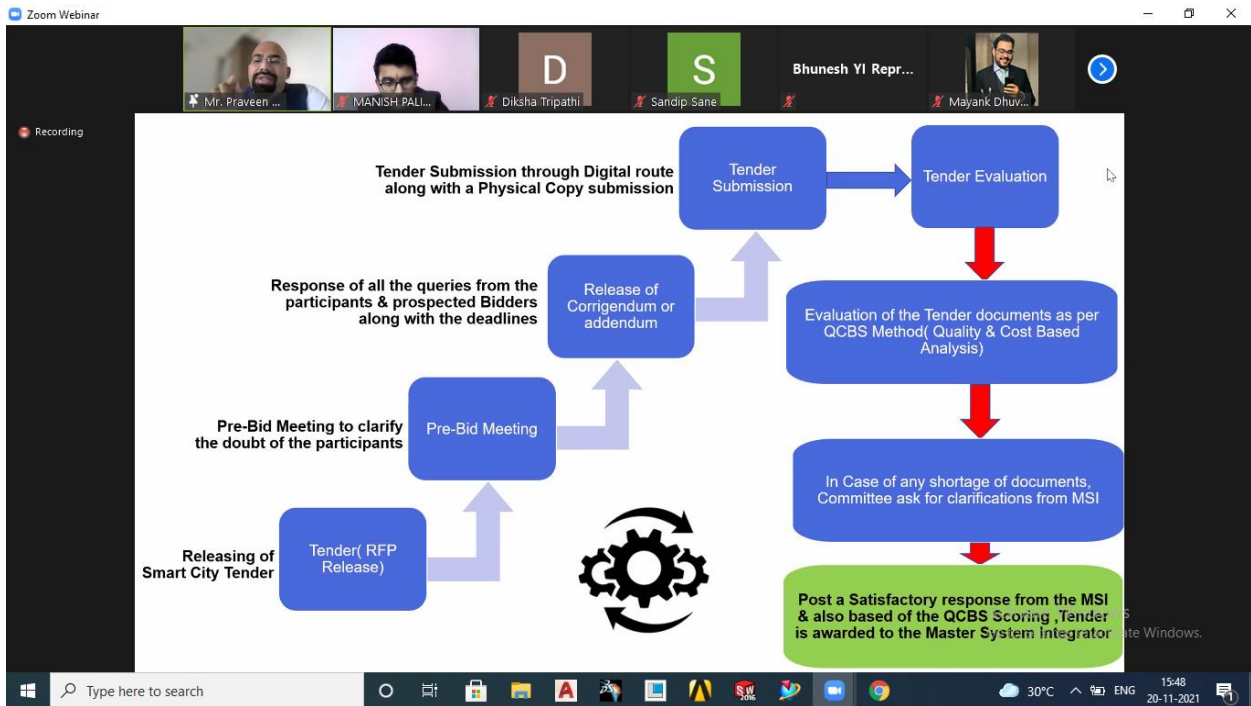 Zoom Webinar
Mr. Praveen ...
MANISH PALI...
D
Diksha Tripathi
S
Sandip Sane
Bhunesh YI Repr...
Mayank Dhuv...
Recording
Tender Submission through Digital route
along with a Physical Copy submission
Tender
Submission
Tender Evaluation
Response of all the queries from the
participants & prospected Bidders
along with the deadlines
Release of
Corrigendum or
addendum
Evaluation of the Tender documents as per
QCBS Method( Quality & Cost Based
Analysis)
Pre-Bid Meeting to clarify
the doubt of the participants
Pre-Bid Meeting
In Case of any shortage of documents,
Committee ask for clarifications from MSI
Releasing of
Smart City Tender
Tender( RFP
Release)
Post a Satisfactory response from the MSI
& also based of the QCBS Scoring ,Tender
is awarded to the Master System integrator
Windows.
Type here to search
A
SW
2016
30°C
ENG
15:48
20-11-2021
1